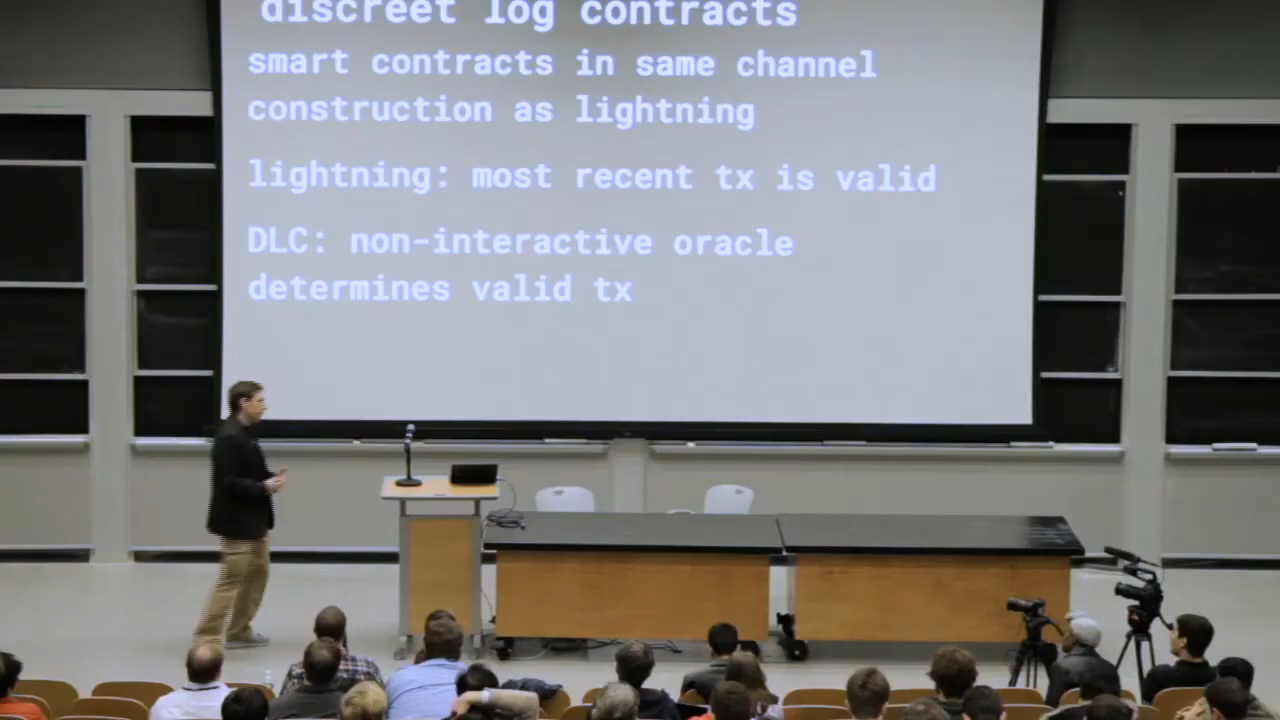 discreet log contracts
smart contracts in same channel
construction as lightning
lightning: most recent tx is valid
DLC: non-interactive oracle
determines valid tx